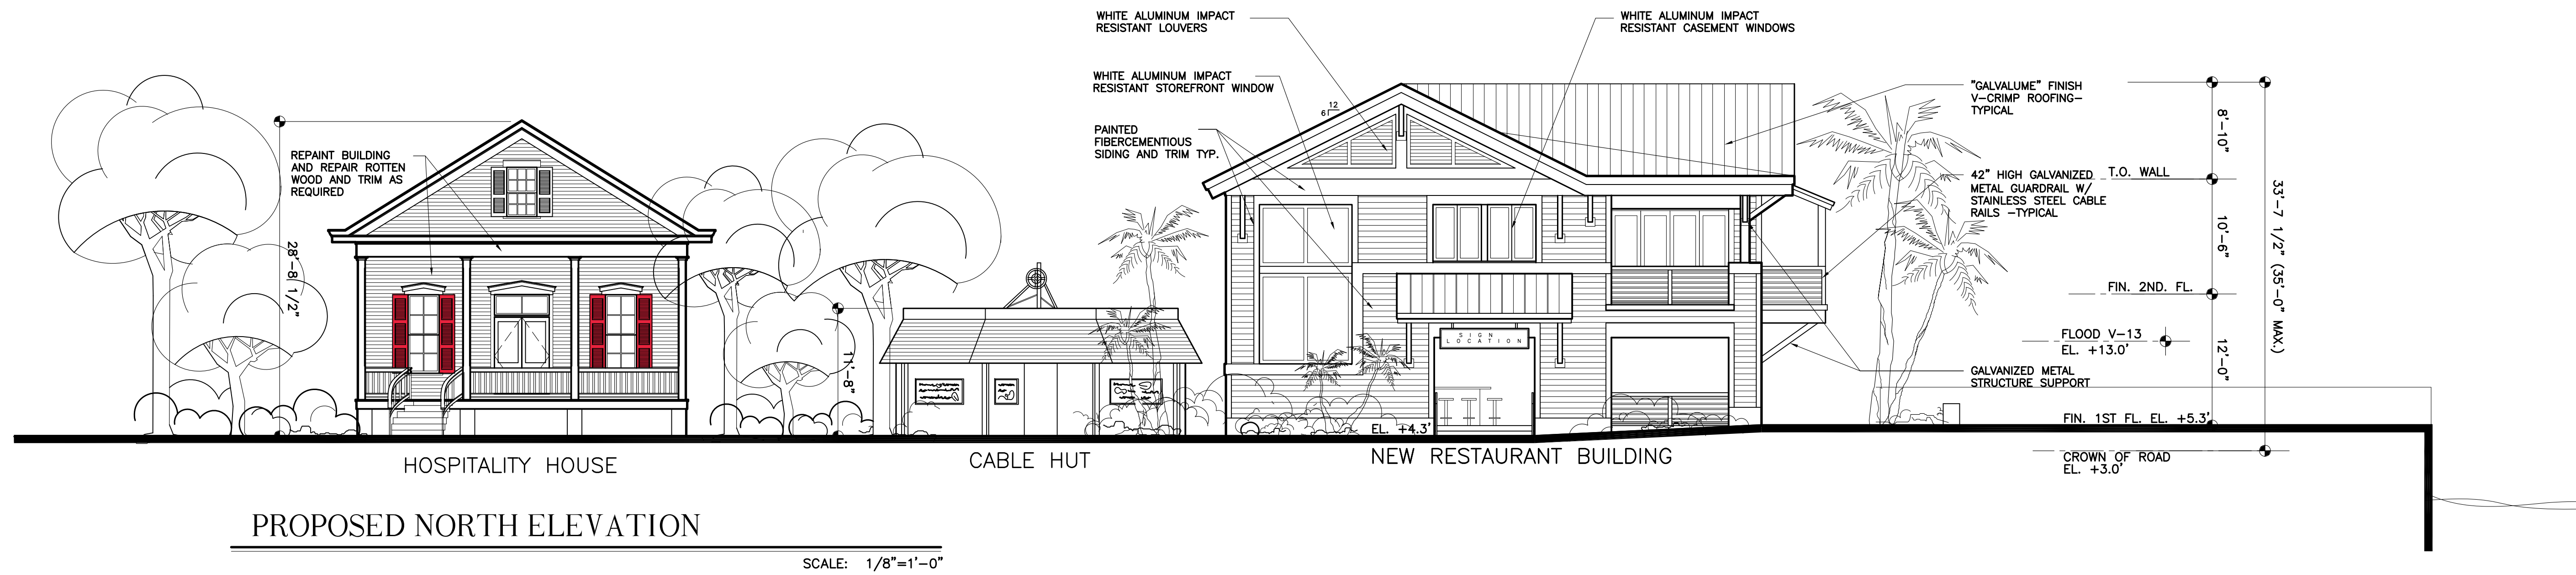 WHITE ALUMINUM IMPACT
RESISTANT LOUVERS
WHITE ALUMINUM IMPACT
RESISTANT CASEMENT WINDOWS
WHITE ALUMINUM IMPACT
RESISTANT STOREFRONT WINDOW
12
6
"GALVALUME" FINISH
V-CRIMP ROOFING-
TYPICAL
8'-10"
PAINTED
FIBERCEMENTIOUS
SIDING AND TRIM TYP.
REPAINT BUILDING
AND REPAIR ROTTEN
WOOD AND TRIM AS
REQUIRED
42" HIGH GALVANIZED
METAL GUARDRAIL W/
STAINLESS STEEL CABLE
RAILS -TYPICAL
T.O. WALL
10'-6"
33'-7 1/2" (35'-0" MAX.)
28'-8 1/2"
FIN. 2ND. FL.
FLOOD V-13
EL. +13.0'
12'-0"
11'-8"
SIGN
LOCATION
GALVANIZED METAL
STRUCTURE SUPPORT
FIN. 1ST FL. EL. +5.3'
EL. +4.3'
CROWN OF ROAD
EL. +3.0'
HOSPITALITY HOUSE
CABLE HUT
NEW RESTAURANT BUILDING
PROPOSED NORTH ELEVATION
SCALE: 1/8"=1'-0"